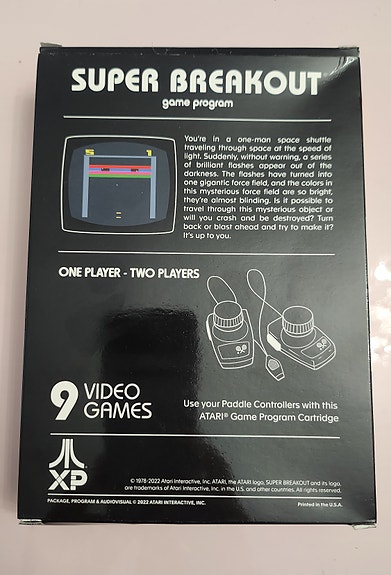 SUPER BREAKOUT®
game program
You're in a one-man space shuttle
traveling through space at the speed of
light. Suddenly, without warning, a series
of brilliant flashes appear out of the
darkness. The flashes have turned into
one gigantic force field, and the colors in
this mysterious force field are so bright,
they're almost blinding. Is it possible to
travel through this mysterious object or
will you crash and be destroyed? Turn
back or blast ahead and try to make it?
It's up to you.
ONE PLAYER - TWO PLAYERS
9 VIDEO
GAMES
Use your Paddle Controllers with this
ATARI® Game Program Cartridge
XP
© 1978-2022 Atari Interactive, Inc. ATARI, the ATARI logo, SUPER BREAKOUT and its logo,
are trademarks of Atari Interactive, Inc. in the U.S. and other countries. All rights reserved.
PACKAGE, PROGRAM & AUDIOVISUAL © 2022 ATARI INTERACTIVE, INC.
Printed in the U.S.A.